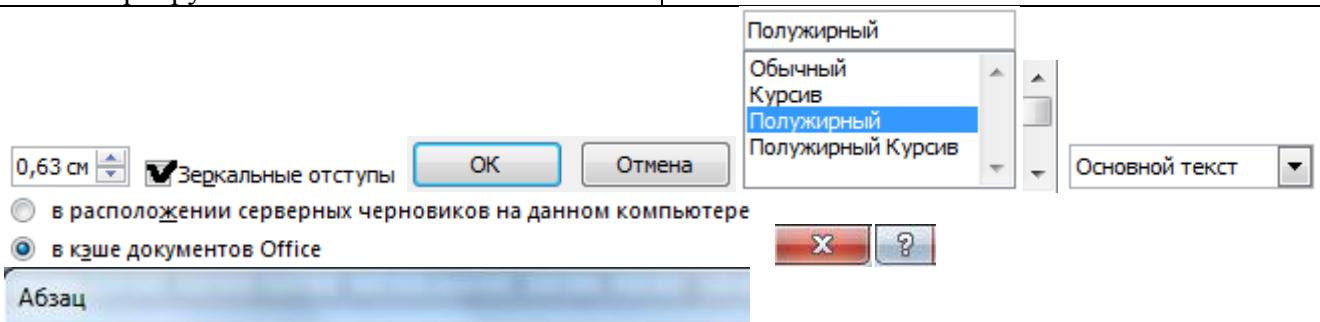 Полужирный
Обычный
Курсив
Полужирный
Полужирный Курсив
0,63 см
Зеркальные отступы
ОК
Отмена
Основной текст
в расположении серверных черновиков на данном компьютере
в кэше документов Office
?
Абзац